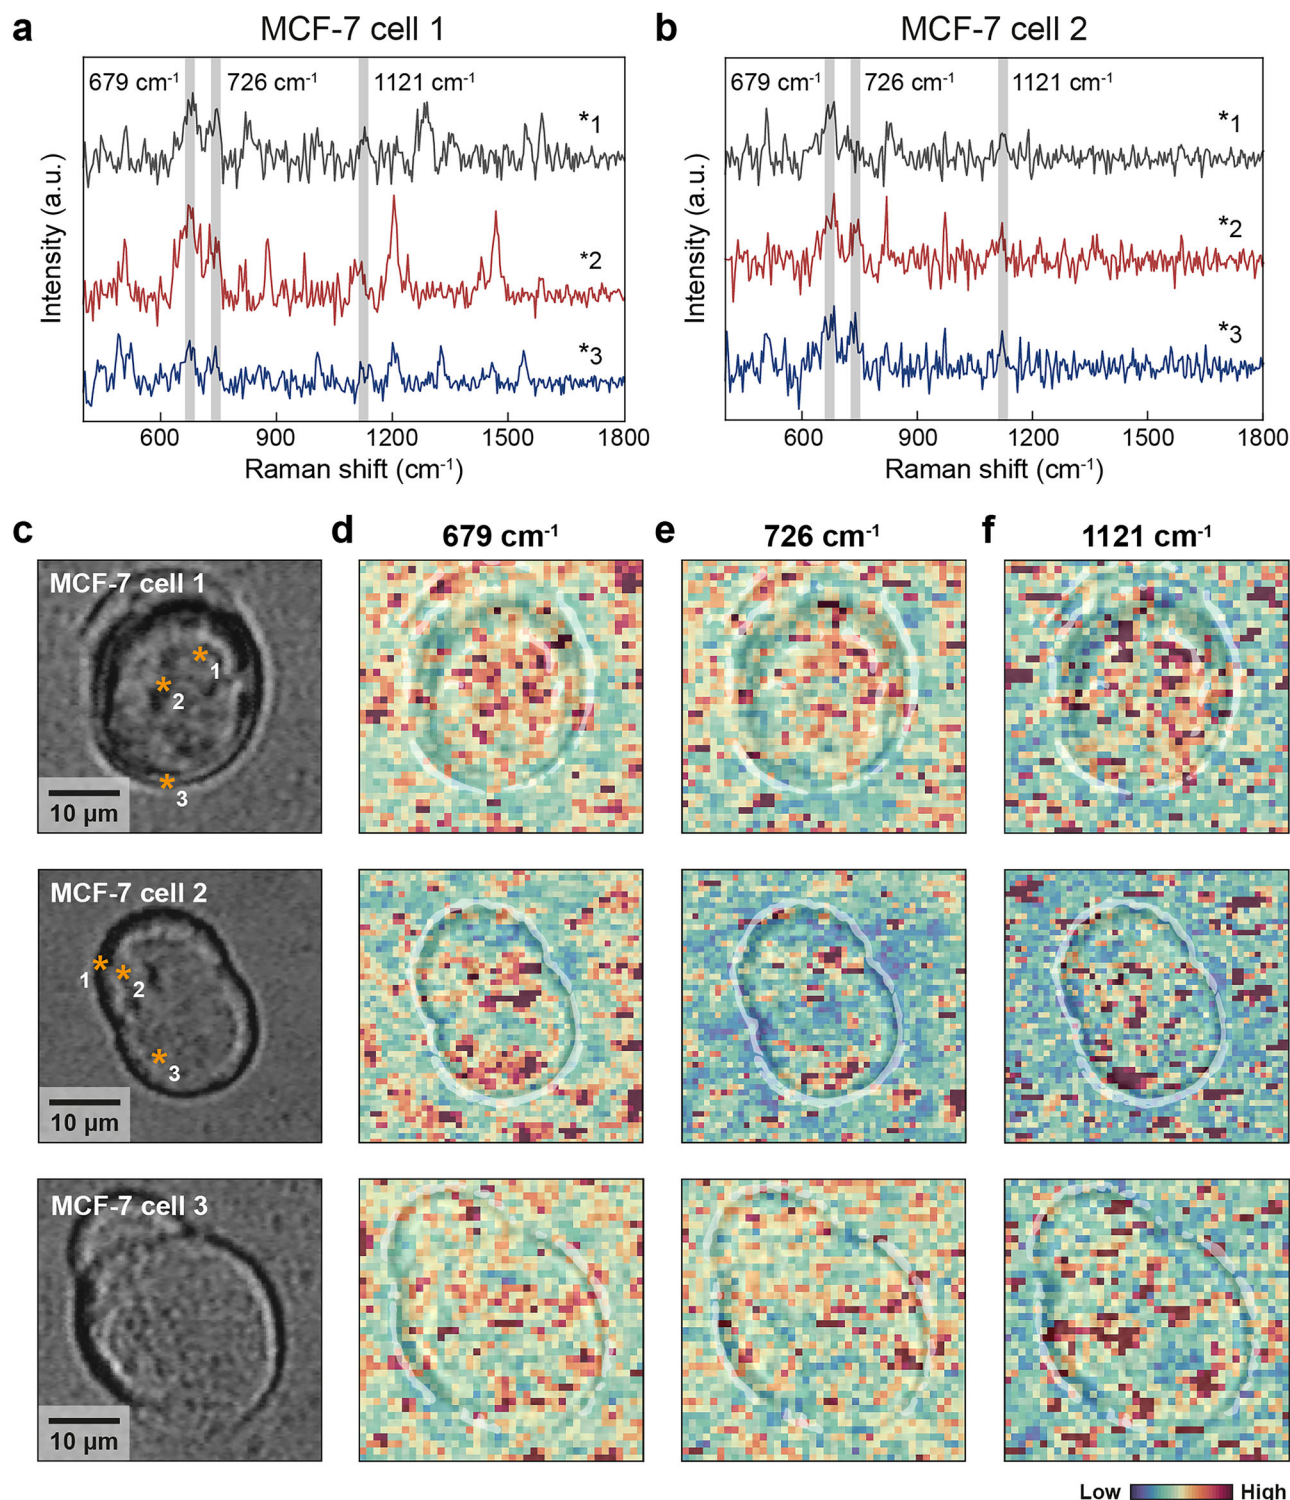 a MCF-7 cell 1
679 cm⁻¹ 726 cm⁻¹ 1121 cm⁻¹
*1
*2
*3
Intensity (a.u.)
600 900 1200 1500 1800
Raman shift (cm⁻¹)
b MCF-7 cell 2
679 cm⁻¹ 726 cm⁻¹ 1121 cm⁻¹
*1
*2
*3
Intensity (a.u.)
600 900 1200 1500 1800
Raman shift (cm⁻¹)
c d 679 cm⁻¹ e 726 cm⁻¹ f 1121 cm⁻¹
MCF-7 cell 1
* 1
* 2
* 3
10 µm
MCF-7 cell 2
* 1
* 2
* 3
10 µm
MCF-7 cell 3
10 µm
Low High